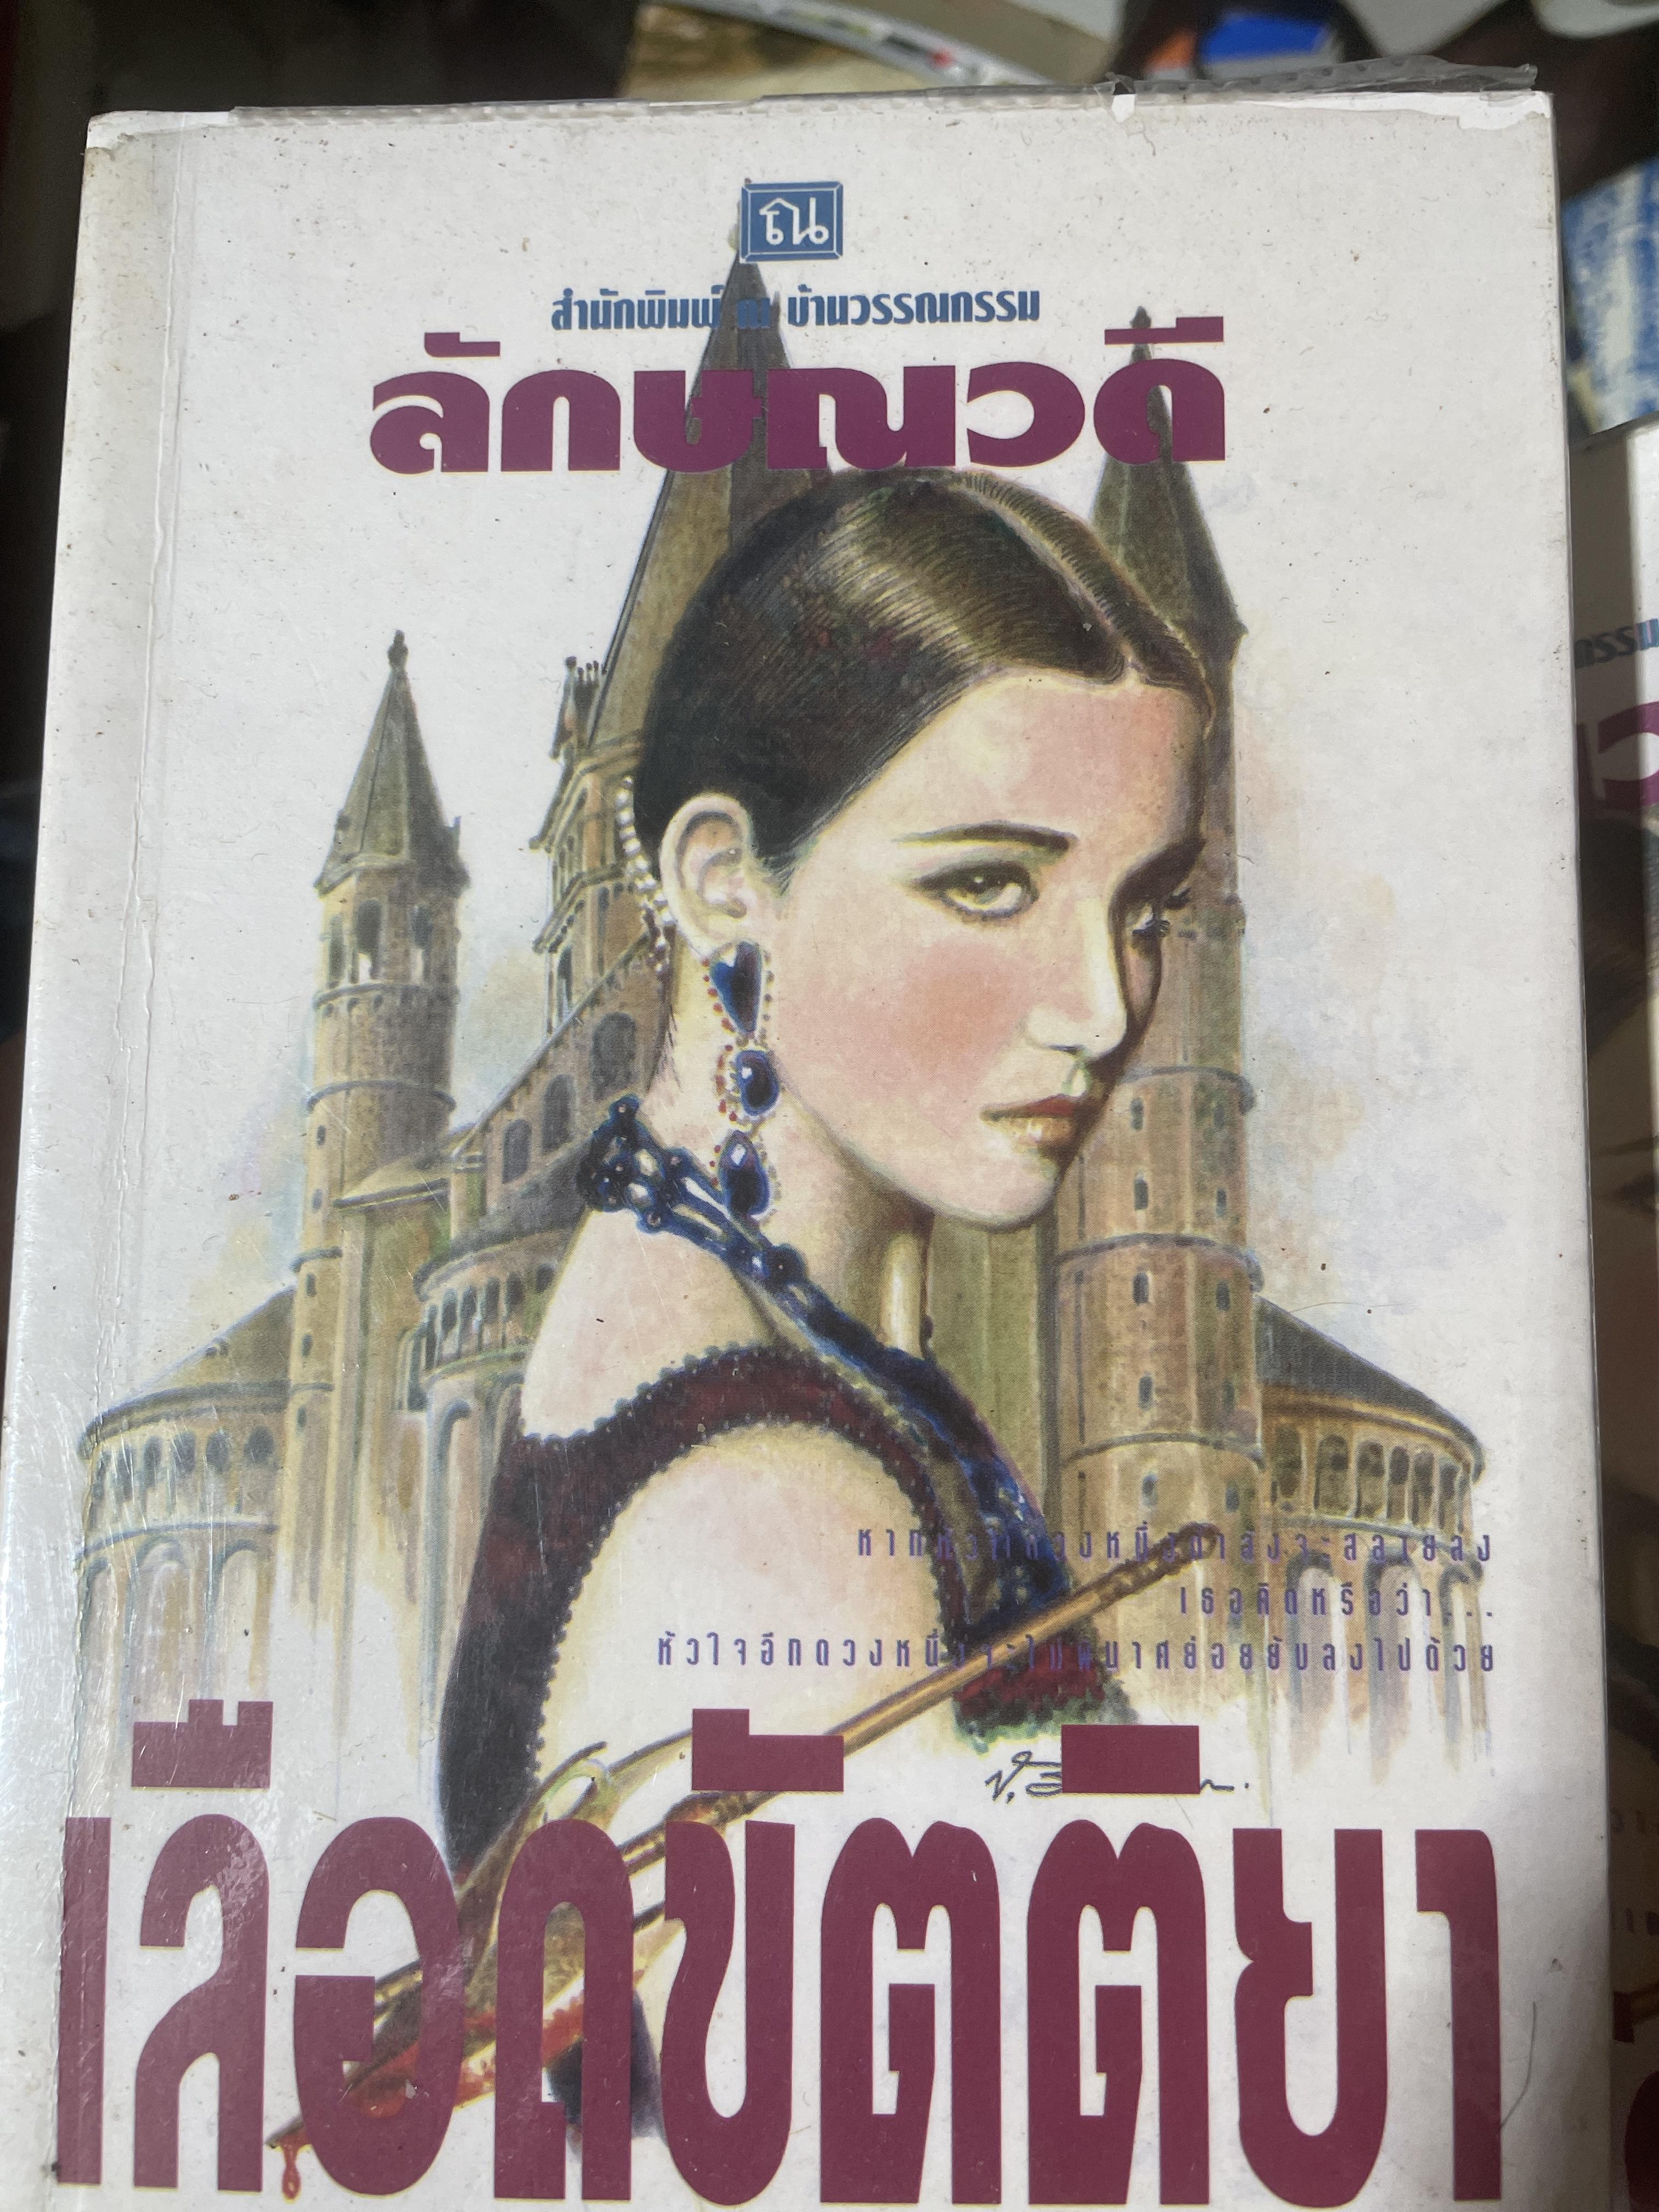 ณ
สำนักพิมพ์ ณ บ้านวรรณกรรม
ลักษณวดี
หากหัวใจดวงหนึ่งกำลังจะสลายลง
เธอคิดหรือว่า...
หัวใจอีกดวงหนึ่งจะไม่พินาศย่อยยับลงไปด้วย
เลือดขัตติยา
กรรม